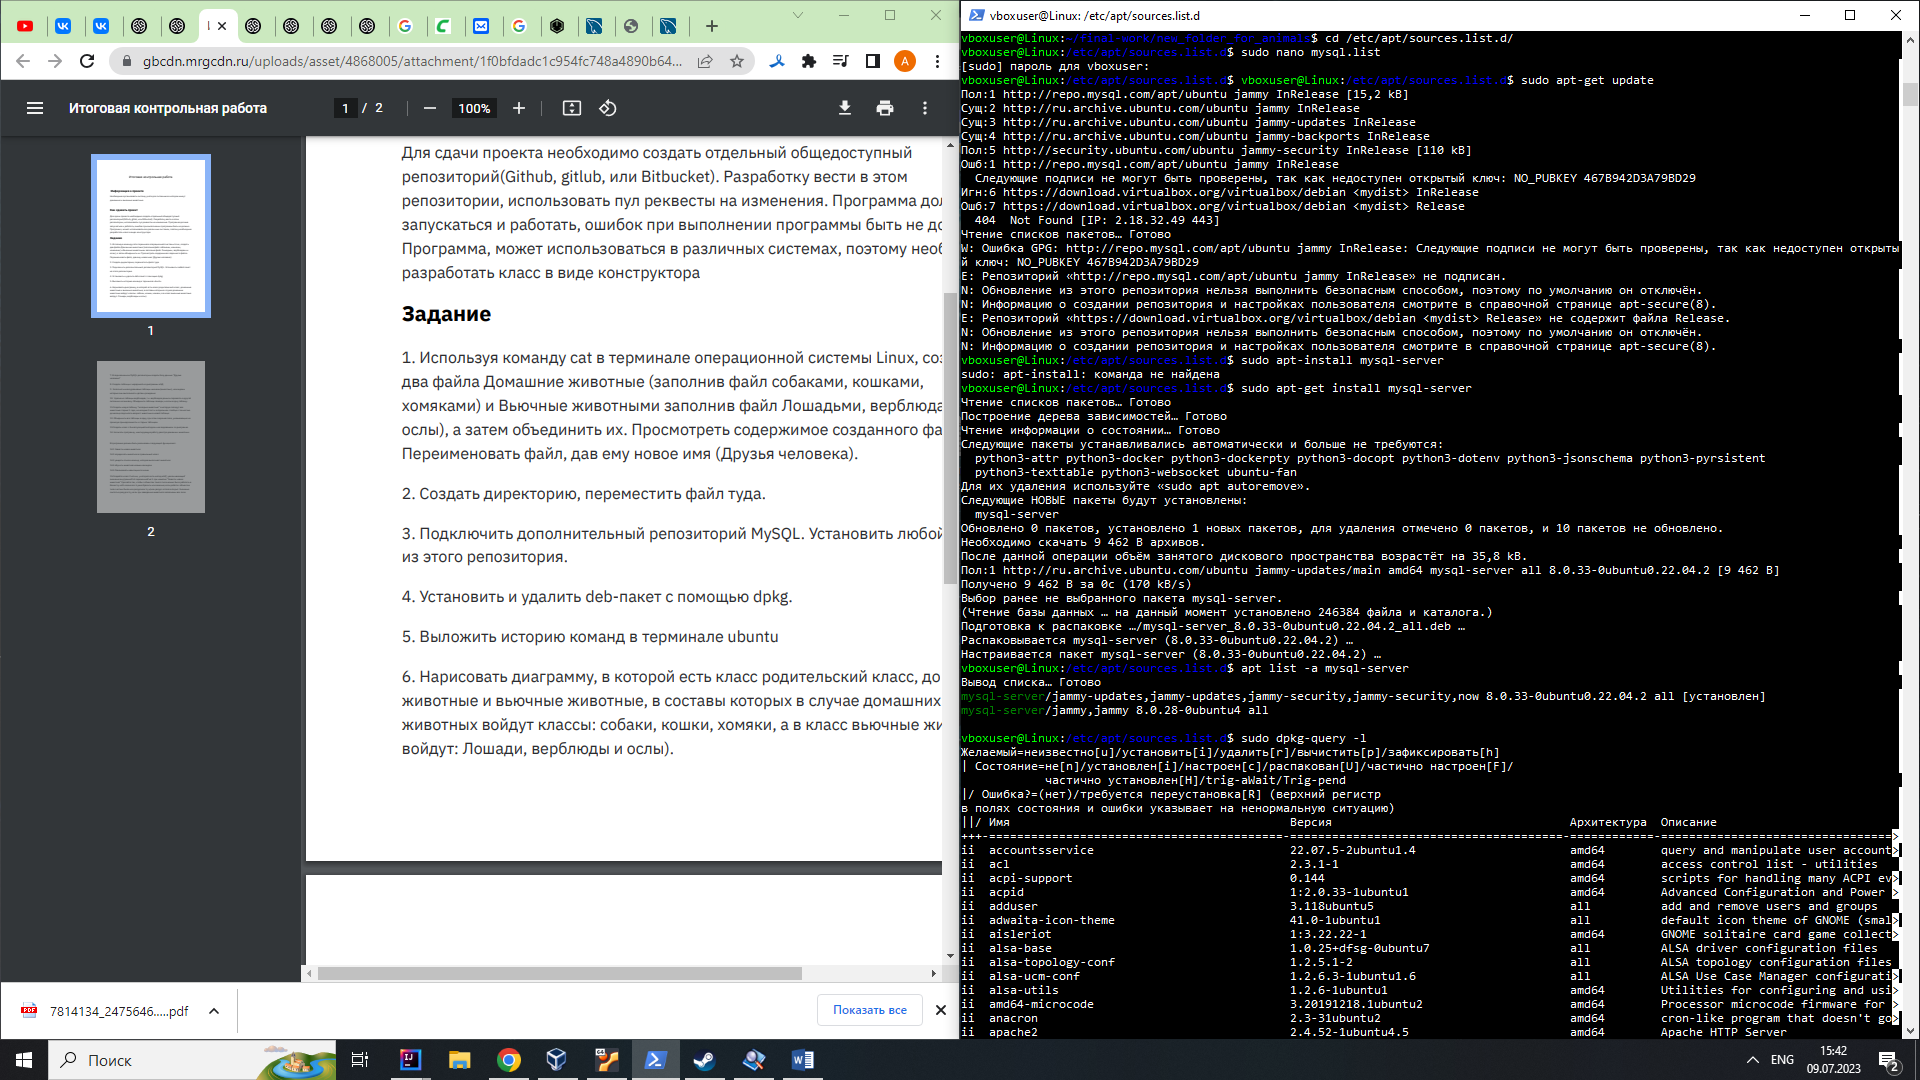 gbcdn.mrgcdn.ru/uploads/asset/4868005/attachment/1f0bfdadc1c954fc748a4890b64...
Итоговая контрольная работа
1 / 2
100%
1
2
Для сдачи проекта необходимо создать отдельный общедоступный
репозиторий(Github, gitlub, или Bitbucket). Разработку вести в этом
репозитории, использовать пул реквесты на изменения. Программа дол
запускаться и работать, ошибок при выполнении программы быть не до
Программа, может использоваться в различных системах, поэтому необ
разработать класс в виде конструктора
Задание
1. Используя команду cat в терминале операционной системы Linux, соз
два файла Домашние животные (заполнив файл собаками, кошками,
хомяками) и Вьючные животными заполнив файл Лошадьми, верблюда
ослы), а затем объединить их. Просмотреть содержимое созданного фа
Переименовать файл, дав ему новое имя (Друзья человека).
2. Создать директорию, переместить файл туда.
3. Подключить дополнительный репозиторий MySQL. Установить любой
из этого репозитория.
4. Установить и удалить deb-пакет с помощью dpkg.
5. Выложить историю команд в терминале ubuntu
6. Нарисовать диаграмму, в которой есть класс родительский класс, до
животные и вьючные животные, в составы которых в случае домашних
животных войдут классы: собаки, кошки, хомяки, а в класс вьючные жи
войдут: Лошади, верблюды и ослы).
7814134_2475646.....pdf
Показать все
vboxuser@Linux: /etc/apt/sources.list.d
vboxuser@Linux:~/final-work/new_folder_for_animals$ cd /etc/apt/sources.list.d/
vboxuser@Linux:/etc/apt/sources.list.d$ sudo nano mysql.list
[sudo] пароль для vboxuser:
vboxuser@Linux:/etc/apt/sources.list.d$ vboxuser@Linux:/etc/apt/sources.list.d$ sudo apt-get update
Пол:1 http://repo.mysql.com/apt/ubuntu jammy InRelease [15,2 kB]
Сущ:2 http://ru.archive.ubuntu.com/ubuntu jammy InRelease
Сущ:3 http://ru.archive.ubuntu.com/ubuntu jammy-updates InRelease
Сущ:4 http://ru.archive.ubuntu.com/ubuntu jammy-backports InRelease
Пол:5 http://security.ubuntu.com/ubuntu jammy-security InRelease [110 kB]
Ошб:1 http://repo.mysql.com/apt/ubuntu jammy InRelease
Следующие подписи не могут быть проверены, так как недоступен открытый ключ: NO_PUBKEY 467B942D3A79BD29
Игн:6 https://download.virtualbox.org/virtualbox/debian <mydist> InRelease
Ошб:7 https://download.virtualbox.org/virtualbox/debian <mydist> Release
404  Not Found [IP: 2.18.32.49 443]
Чтение списков пакетов… Готово
W: Ошибка GPG: http://repo.mysql.com/apt/ubuntu jammy InRelease: Следующие подписи не могут быть проверены, так как недоступен открыты
й ключ: NO_PUBKEY 467B942D3A79BD29
E: Репозиторий «http://repo.mysql.com/apt/ubuntu jammy InRelease» не подписан.
N: Обновление из этого репозитория нельзя выполнить безопасным способом, поэтому по умолчанию он отключён.
N: Информацию о создании репозитория и настройках пользователя смотрите в справочной странице apt-secure(8).
E: Репозиторий «https://download.virtualbox.org/virtualbox/debian <mydist> Release» не содержит файла Release.
N: Обновление из этого репозитория нельзя выполнить безопасным способом, поэтому по умолчанию он отключён.
N: Информацию о создании репозитория и настройках пользователя смотрите в справочной странице apt-secure(8).
vboxuser@Linux:/etc/apt/sources.list.d$ sudo apt-install mysql-server
sudo: apt-install: команда не найдена
vboxuser@Linux:/etc/apt/sources.list.d$ sudo apt-get install mysql-server
Чтение списков пакетов… Готово
Построение дерева зависимостей… Готово
Чтение информации о состоянии… Готово
Следующие пакеты устанавливались автоматически и больше не требуются:
python3-attr python3-docker python3-dockerpty python3-docopt python3-dotenv python3-jsonschema python3-pyrsistent
python3-texttable python3-websocket ubuntu-fan
Для их удаления используйте «sudo apt autoremove».
Следующие НОВЫЕ пакеты будут установлены:
mysql-server
Обновлено 0 пакетов, установлено 1 новых пакетов, для удаления отмечено 0 пакетов, и 10 пакетов не обновлено.
Необходимо скачать 9 462 B архивов.
После данной операции объём занятого дискового пространства возрастёт на 35,8 kB.
Пол:1 http://ru.archive.ubuntu.com/ubuntu jammy-updates/main amd64 mysql-server all 8.0.33-0ubuntu0.22.04.2 [9 462 B]
Получено 9 462 B за 0с (170 kB/s)
Выбор ранее не выбранного пакета mysql-server.
(Чтение базы данных … на данный момент установлено 246384 файла и каталога.)
Подготовка к распаковке …/mysql-server_8.0.33-0ubuntu0.22.04.2_all.deb …
Распаковывается mysql-server (8.0.33-0ubuntu0.22.04.2) …
Настраивается пакет mysql-server (8.0.33-0ubuntu0.22.04.2) …
vboxuser@Linux:/etc/apt/sources.list.d$ apt list -a mysql-server
Вывод списка… Готово
mysql-server/jammy-updates,jammy-updates,jammy-security,jammy-security,now 8.0.33-0ubuntu0.22.04.2 all [установлен]
mysql-server/jammy,jammy 8.0.28-0ubuntu4 all
vboxuser@Linux:/etc/apt/sources.list.d$ sudo dpkg-query -l
Желаемый=неизвестно[u]/установить[i]/удалить[r]/вычистить[p]/зафиксировать[h]
| Состояние=не[n]/установлен[i]/настроен[c]/распакован[U]/частично настроен[F]/
частично установлен[H]/trig-aWait/Trig-pend
|/ Ошибка?=(нет)/требуется переустановка[R] (верхний регистр
в полях состояния и ошибки указывает на ненормальную ситуацию)
||/ Имя Версия Архитектура Описание
ii accountsservice 22.07.5-2ubuntu1.4 amd64 query and manipulate user account>
ii acl 2.3.1-1 amd64 access control list - utilities
ii acpi-support 0.144 amd64 scripts for handling many ACPI ev>
ii acpid 1:2.0.33-1ubuntu1 amd64 Advanced Configuration and Power >
ii adduser 3.118ubuntu5 all add and remove users and groups
ii adwaita-icon-theme 41.0-1ubuntu1 all default icon theme of GNOME (smal>
ii aisleriot 1:3.22.22-1 amd64 GNOME solitaire card game collect>
ii alsa-base 1.0.25+dfsg-0ubuntu7 all ALSA driver configuration files
ii alsa-topology-conf 1.2.5.1-2 all ALSA topology configuration files
ii alsa-ucm-conf 1.2.6.3-1ubuntu1.6 all ALSA Use Case Manager configurati>
ii alsa-utils 1.2.6-1ubuntu1 amd64 Utilities for configuring and usi>
ii amd64-microcode 3.20191218.1ubuntu2 amd64 Processor microcode firmware for >
ii anacron 2.3-31ubuntu2 amd64 cron-like program that doesn't go>
ii apache2 2.4.52-1ubuntu4.5 amd64 Apache HTTP Server
Поиск
ENG
15:42
09.07.2023
2